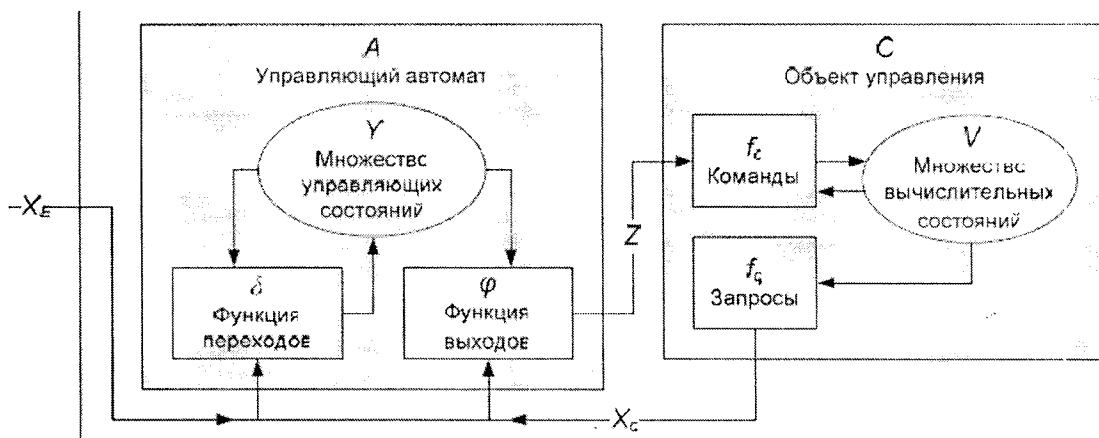 A
Управляющий автомат
Y
Множество
управляющих
состояний
δ
Функция
переходов
φ
Функция
выходов
X_E
Z
X_c
C
Объект управления
f_c
Команды
V
Множество
вычислительных
состояний
f_q
Запросы